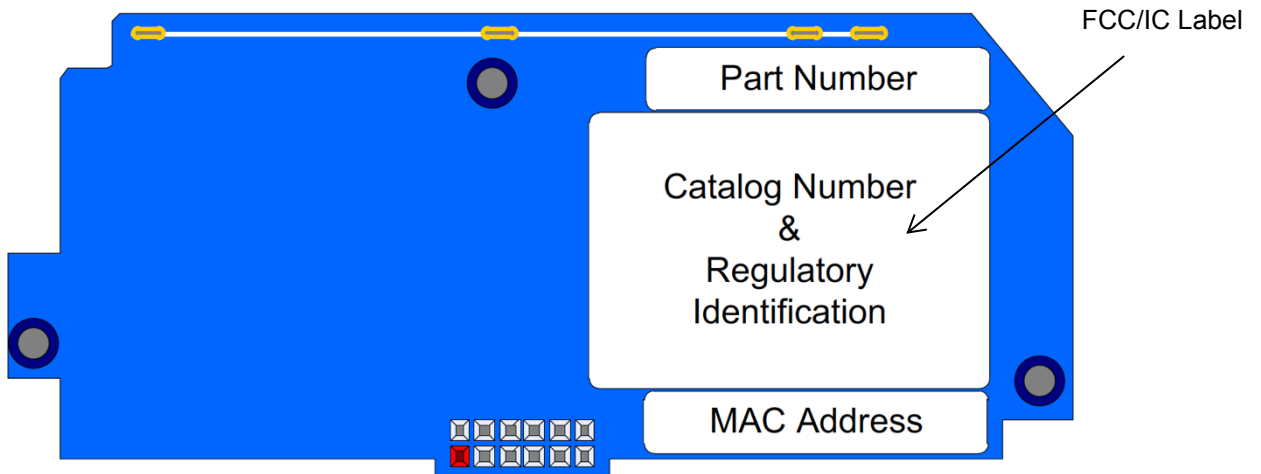 FCC/IC Label
Part Number
Catalog Number
&
Regulatory
Identification
MAC Address